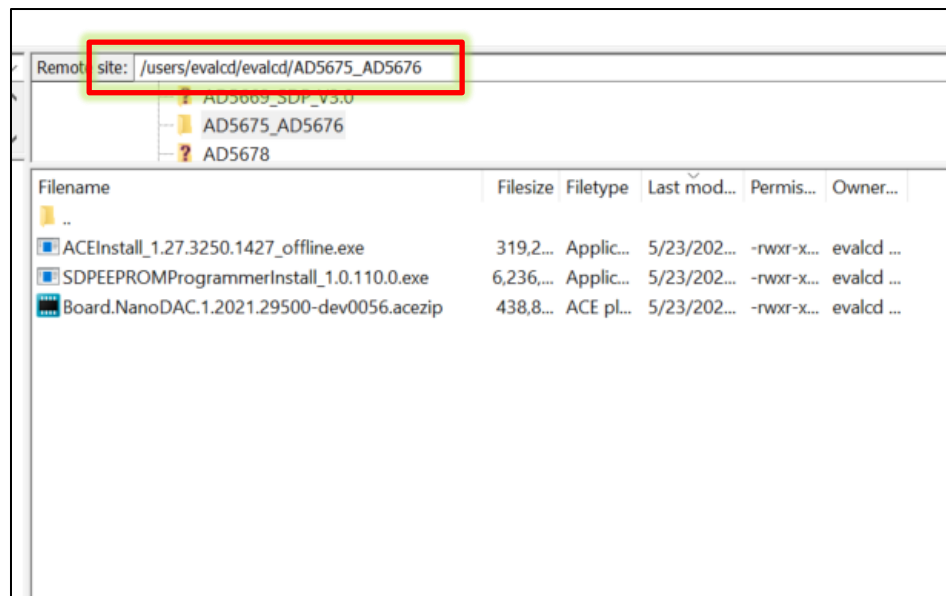 Remote site: /users/evalcd/evalcd/AD5675_AD5676
AD5669_SDP_V3.0
AD5675_AD5676
? AD5678
Filename Filesize Filetype Last mod... Permis... Owner...
..
ACEInstall_1.27.3250.1427_offline.exe 319,2... Applic... 5/23/202... -rwxr-x... evalcd ...
SDPEEPROMProgrammerInstall_1.0.110.0.exe 6,236,... Applic... 5/23/202... -rwxr-x... evalcd ...
Board.NanoDAC.1.2021.29500-dev0056.acezip 438,8... ACE pl... 5/23/202... -rwxr-x... evalcd ...